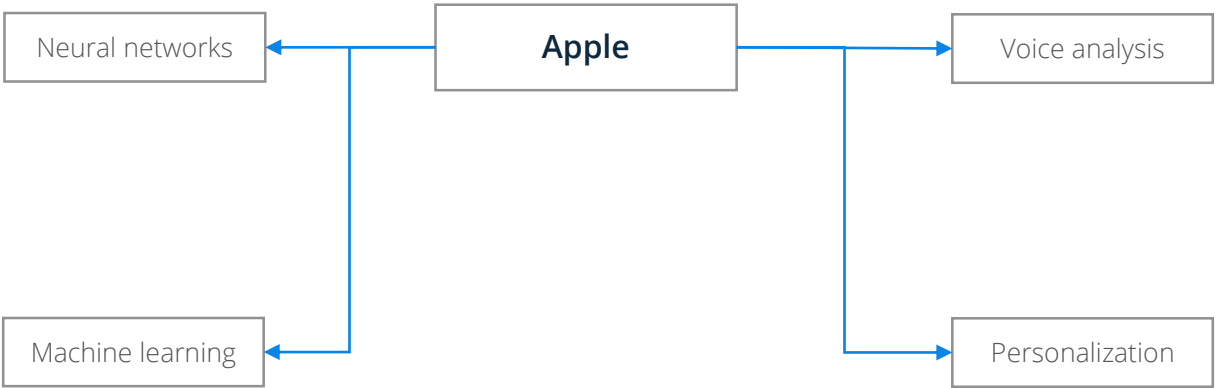 Neural networks
Apple
Voice analysis
Machine learning
Personalization